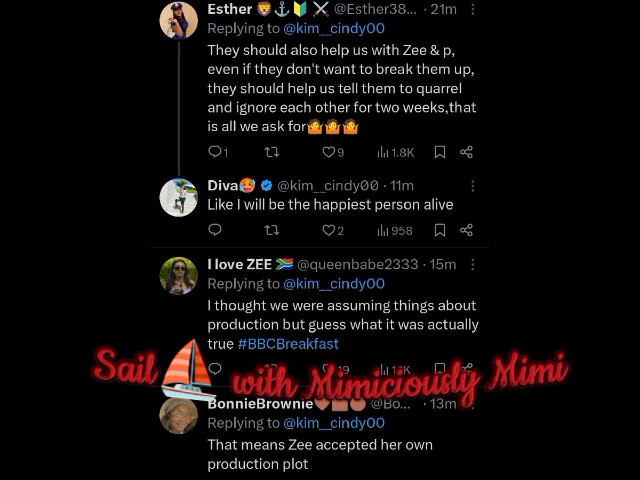 Esther 🦁⚓🔰⚔️ @Esther38... · 21m
Replying to @kim__cindy00
They should also help us with Zee & p,
even if they don't want to break them up,
they should help us tell them to quarrel
and ignore each other for two weeks,that
is all we ask for🤷🤷🤷
1 9 1.8K
Diva🥵 @kim__cindy00 · 11m
Like I will be the happiest person alive
2 958
I love ZEE 🇿🇦 @queenbabe2333 · 15m
Replying to @kim__cindy00
I thought we were assuming things about
production but guess what it was actually
true #BBCBreakfast
Sail ⛵ with Mimiciously Mimi
BonnieBrownie @Bo... · 13m
Replying to @kim__cindy00
That means Zee accepted her own
production plot